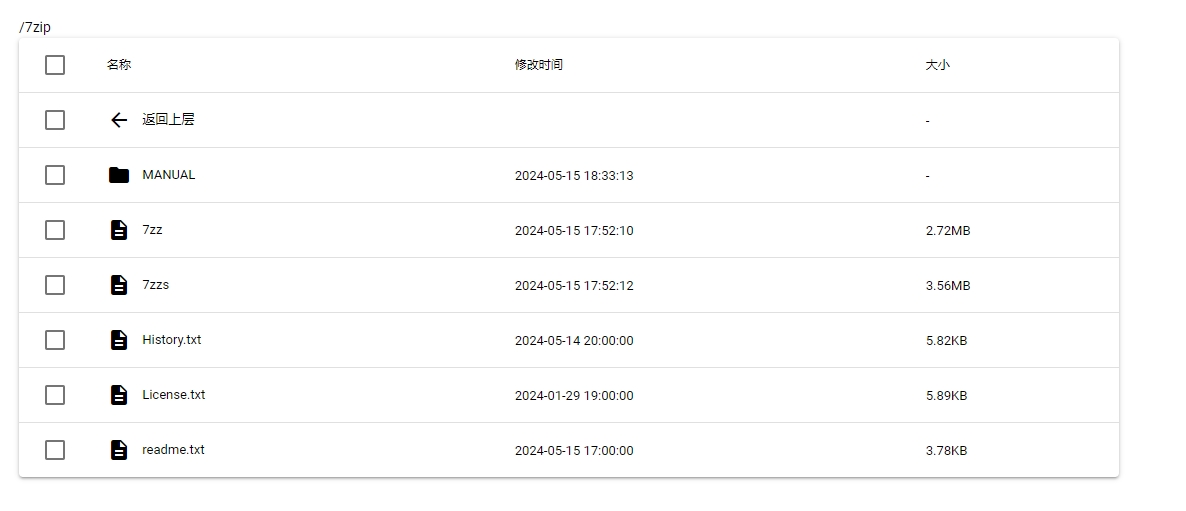 /7zip
名称 修改时间 大小
返回上层 -
MANUAL 2024-05-15 18:33:13 -
7zz 2024-05-15 17:52:10 2.72MB
7zzs 2024-05-15 17:52:12 3.56MB
History.txt 2024-05-14 20:00:00 5.82KB
License.txt 2024-01-29 19:00:00 5.89KB
readme.txt 2024-05-15 17:00:00 3.78KB